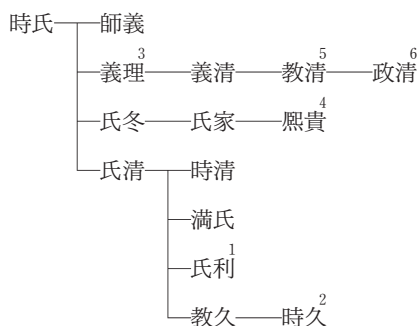 時氏 師義
義理3 義清 教清5 政清6
氏冬 氏家 熈貴4
氏清 時清
満氏
氏利1
教久 時久2